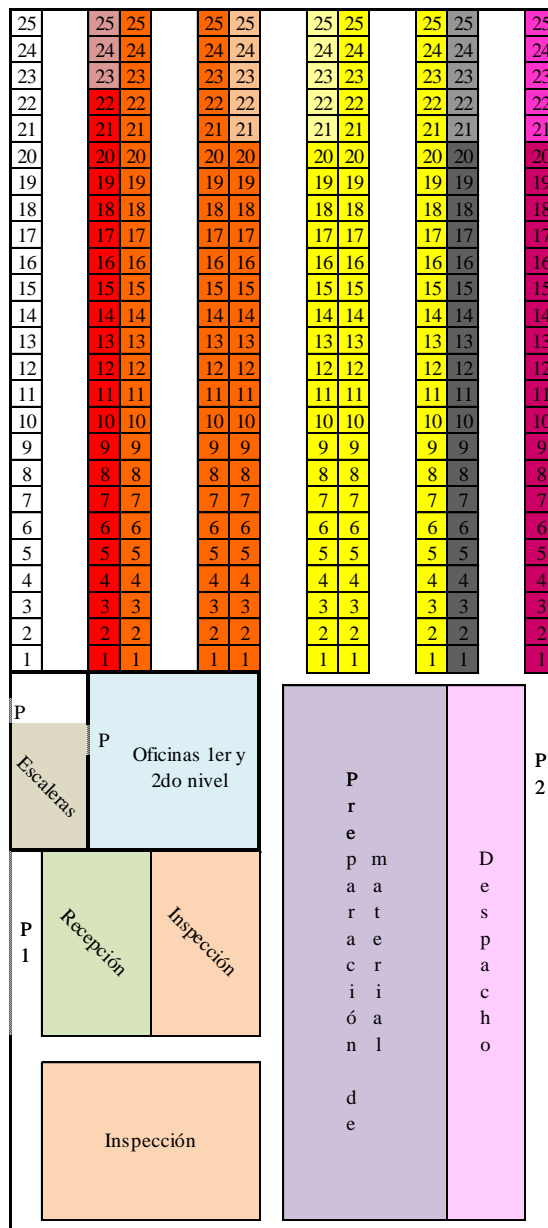 25 25 25 25 25 25 25 25 25 25
24 24 24 24 24 24 24 24 24 24
23 23 23 23 23 23 23 23 23 23
22 22 22 22 22 22 22 22 22 22
21 21 21 21 21 21 21 21 21 21
20 20 20 20 20 20 20 20 20 20
19 19 19 19 19 19 19 19 19 19
18 18 18 18 18 18 18 18 18 18
17 17 17 17 17 17 17 17 17 17
16 16 16 16 16 16 16 16 16 16
15 15 15 15 15 15 15 15 15 15
14 14 14 14 14 14 14 14 14 14
13 13 13 13 13 13 13 13 13 13
12 12 12 12 12 12 12 12 12 12
11 11 11 11 11 11 11 11 11 11
10 10 10 10 10 10 10 10 10 10
9 9 9 9 9 9 9 9 9 9
8 8 8 8 8 8 8 8 8 8
7 7 7 7 7 7 7 7 7 7
6 6 6 6 6 6 6 6 6 6
5 5 5 5 5 5 5 5 5 5
4 4 4 4 4 4 4 4 4 4
3 3 3 3 3 3 3 3 3 3
2 2 2 2 2 2 2 2 2 2
1 1 1 1 1 1 1 1 1 1
P
P
Escaleras
Oficinas 1er y
2do nivel
P1
Recepción
Inspección
Inspección
Preparación de
material
Despacho
P2